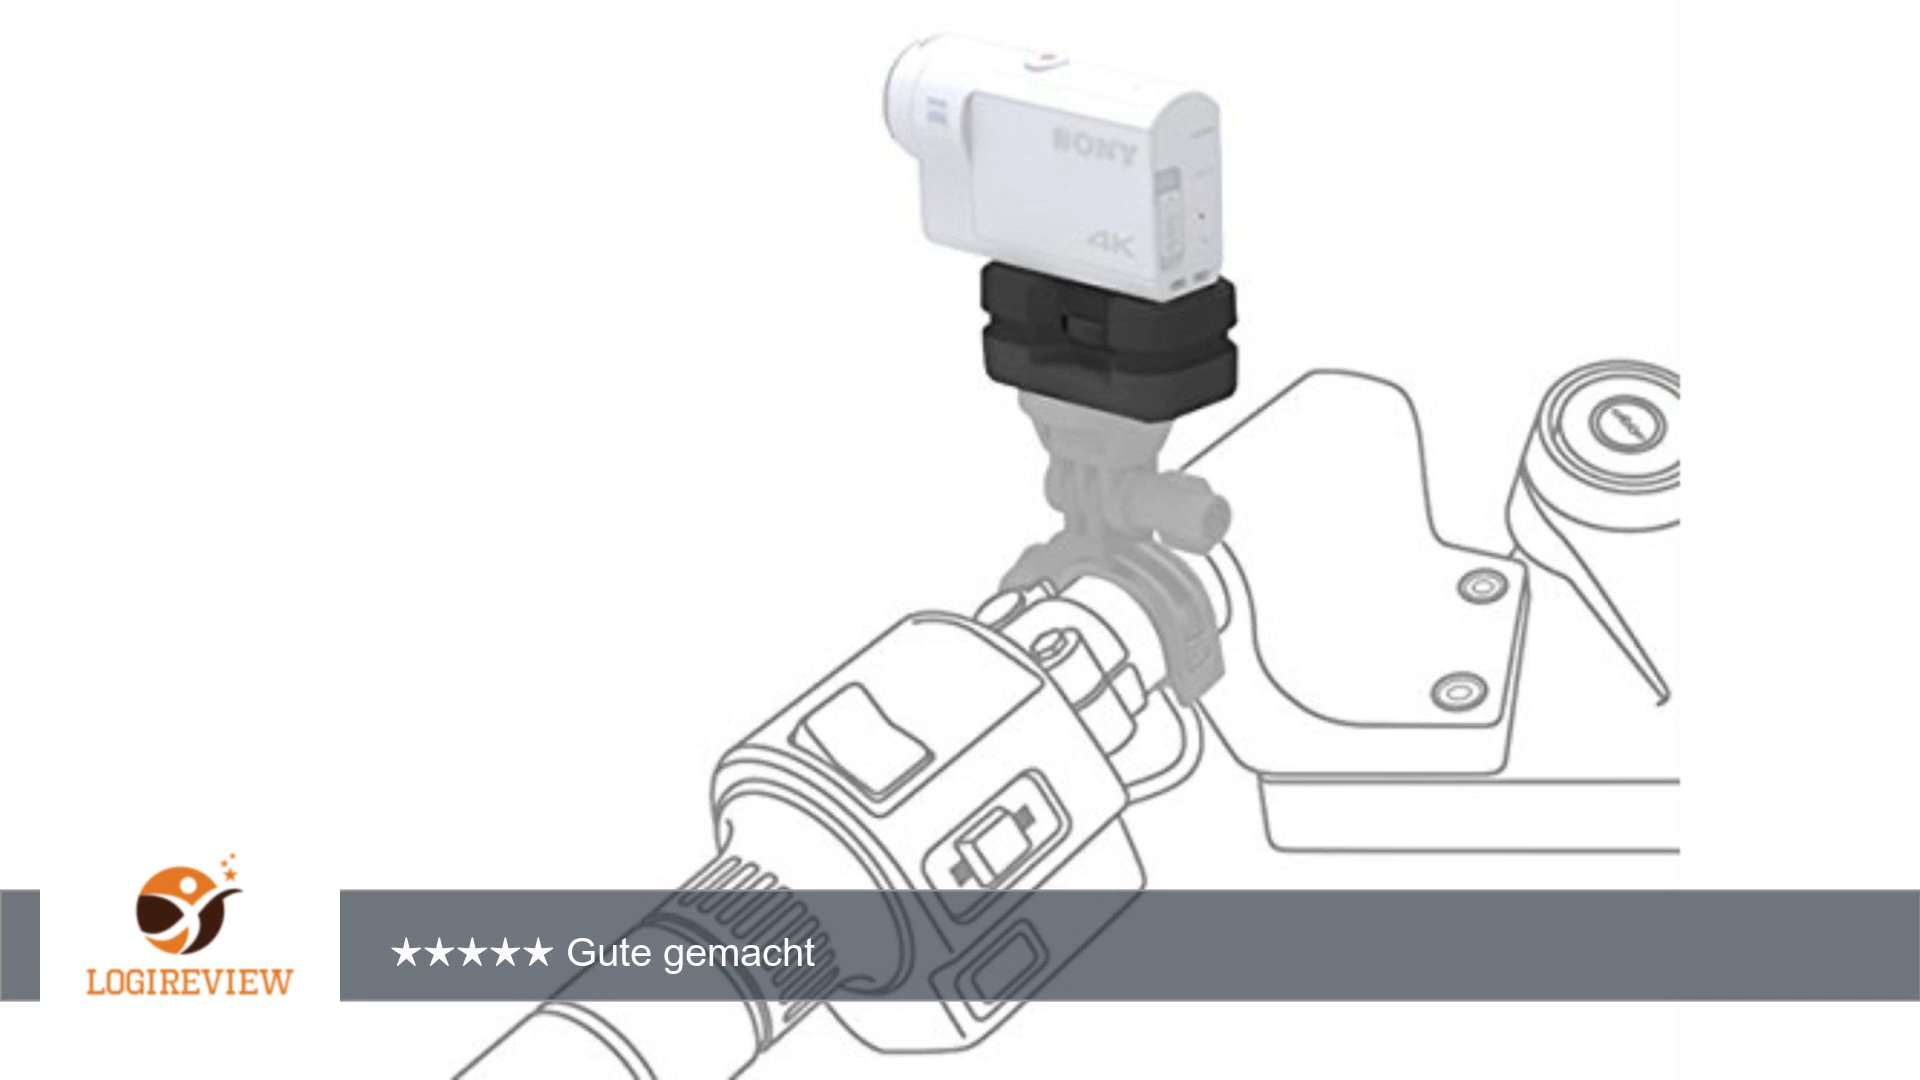 SONY
4K
★★★★★ Gute gemacht
LOGIREVIEW